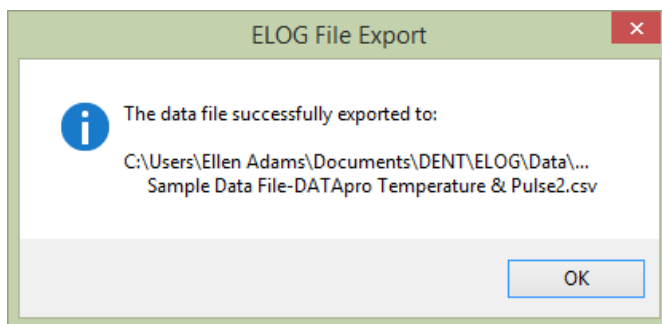 ELOG File Export
The data file successfully exported to:
C:\Users\Ellen Adams\Documents\DENT\ELOG\Data\...
Sample Data File-DATApro Temperature & Pulse2.csv
OK